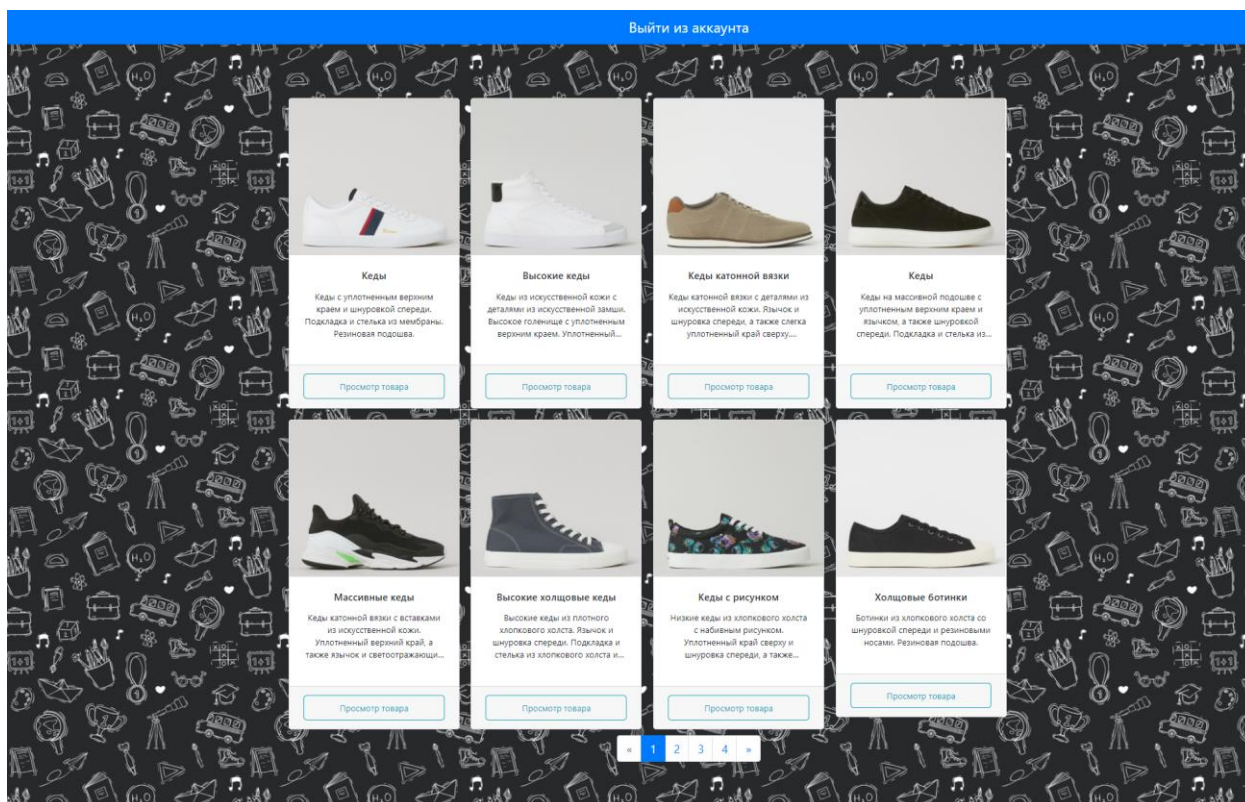 Выйти из аккаунта
Кеды
Кеды с уплотненным верхним
краем и шнуровкой спереди.
Подкладка и стелька из мембраны.
Резиновая подошва.
Просмотр товара
Высокие кеды
Кеды из искусственной кожи с
деталями из искусственной замши.
Высокое голенище с уплотненным
верхним краем. Уплотненный...
Просмотр товара
Кеды катонной вязки
Кеды катонной вязки с деталями из
искусственной кожи. Язычок и
шнуровка спереди, а также слегка
уплотненный край сверху....
Просмотр товара
Кеды
Кеды на массивной подошве с
уплотненным верхним краем и
язычком, а также шнуровкой
спереди. Подкладка и стелька из...
Просмотр товара
Массивные кеды
Кеды катонной вязки с вставками
из искусственной кожи.
Уплотненный верхний край, а
также язычок и светоотражающи...
Просмотр товара
Высокие холщовые кеды
Высокие кеды из плотного
хлопкового холста. Язычок и
шнуровка спереди. Подкладка и
стелька из хлопкового холста и...
Просмотр товара
Кеды с рисунком
Низкие кеды из хлопкового холста
с набивным рисунком.
Уплотненный край сверху и
шнуровка спереди, а также...
Просмотр товара
Холщовые ботинки
Ботинки из хлопкового холста со
шнуровкой спереди и резиновыми
носами. Резиновая подошва.
Просмотр товара
« 1 2 3 4 »